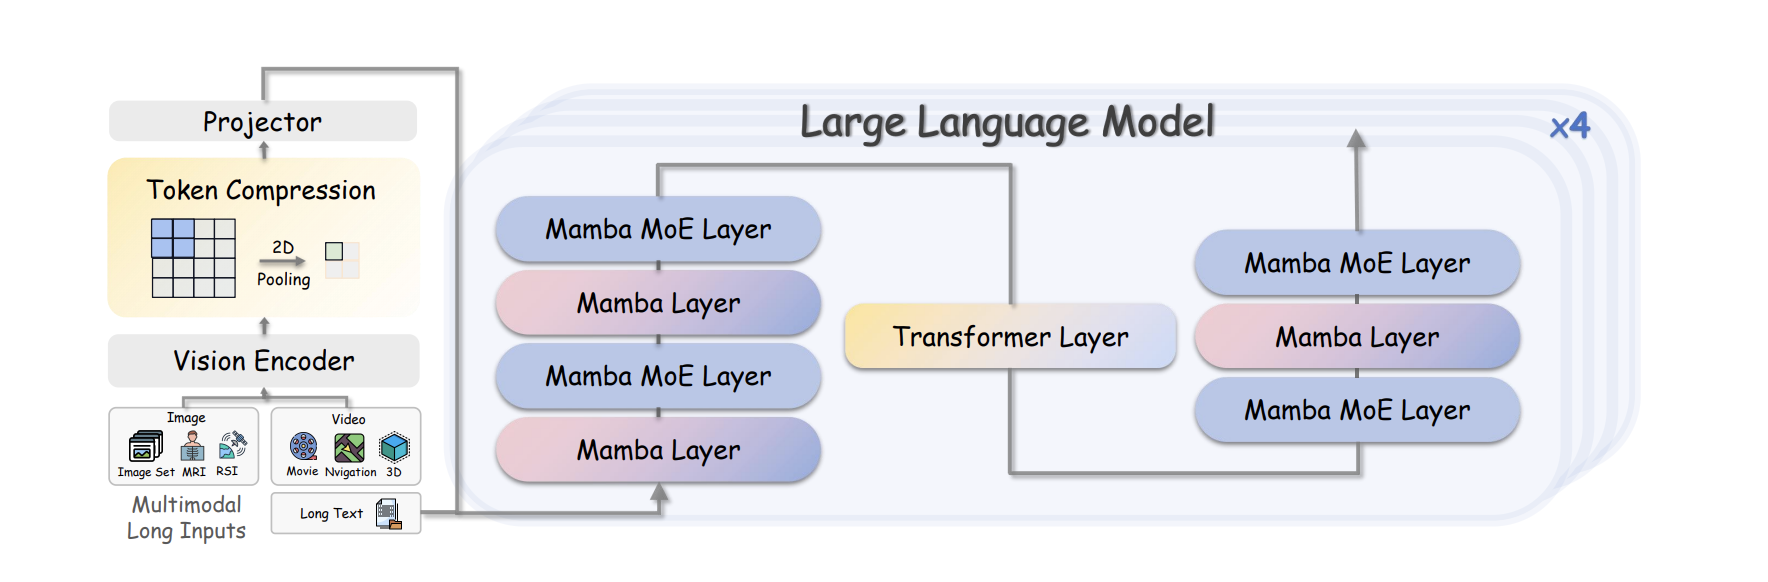 Projector
Token Compression
2D
Pooling
Vision Encoder
Image
Image Set MRI RSI
Video
Movie Nvigation 3D
Multimodal
Long Inputs
Long Text
Large Language Model
x4
Mamba MoE Layer
Mamba Layer
Mamba MoE Layer
Mamba Layer
Transformer Layer
Mamba MoE Layer
Mamba Layer
Mamba MoE Layer